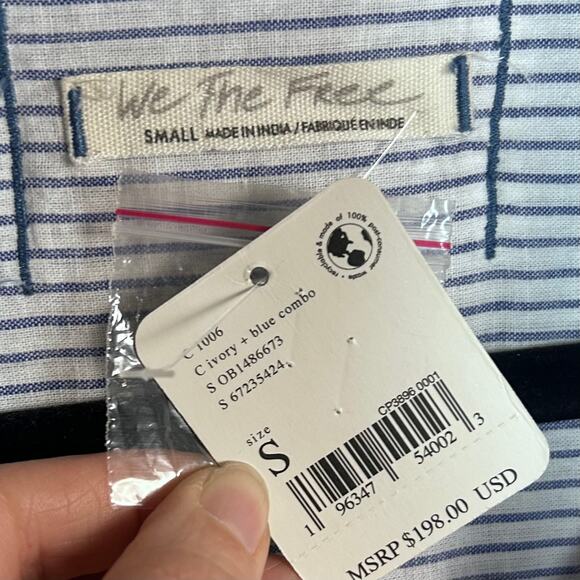 We The Free
SMALL MADE IN INDIA / FABRIQUÉ EN INDE
recyclable & made of 100% post-consumer
C 1006
C ivory + blue combo
S OB1486673
S 67235424
size
S
CP3896 0001
1 96347 54002 3
MSRP $198.00 USD